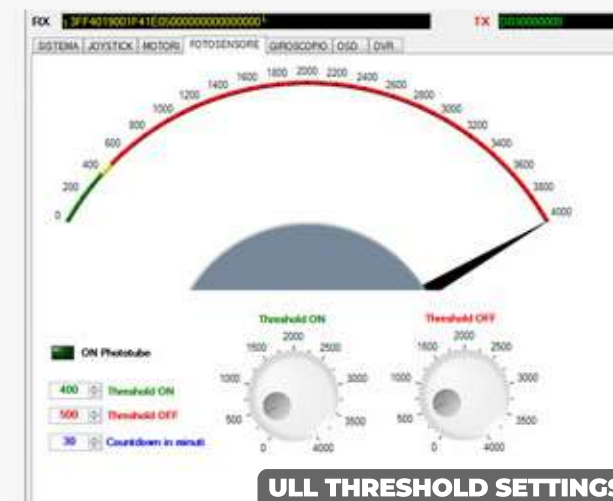 RX
TX
SISTEMA JOYSTICK MOTORI FOTOSENSORE GIROSCOPIO OSD DVR
0 200 400 600 800 1000 1200 1400 1600 1800 2000 2200 2400 2600 2800 3000 3200 3400 3600 3800 4000
Threshold ON
0 500 1000 1500 2000 2500 3000 3500 4000
Threshold OFF
0 500 1000 1500 2000 2500 3000 3500 4000
ON Phototube
400 Threshold ON
500 Threshold OFF
30 Countdown in minuti
ULL THRESHOLD SETTINGS